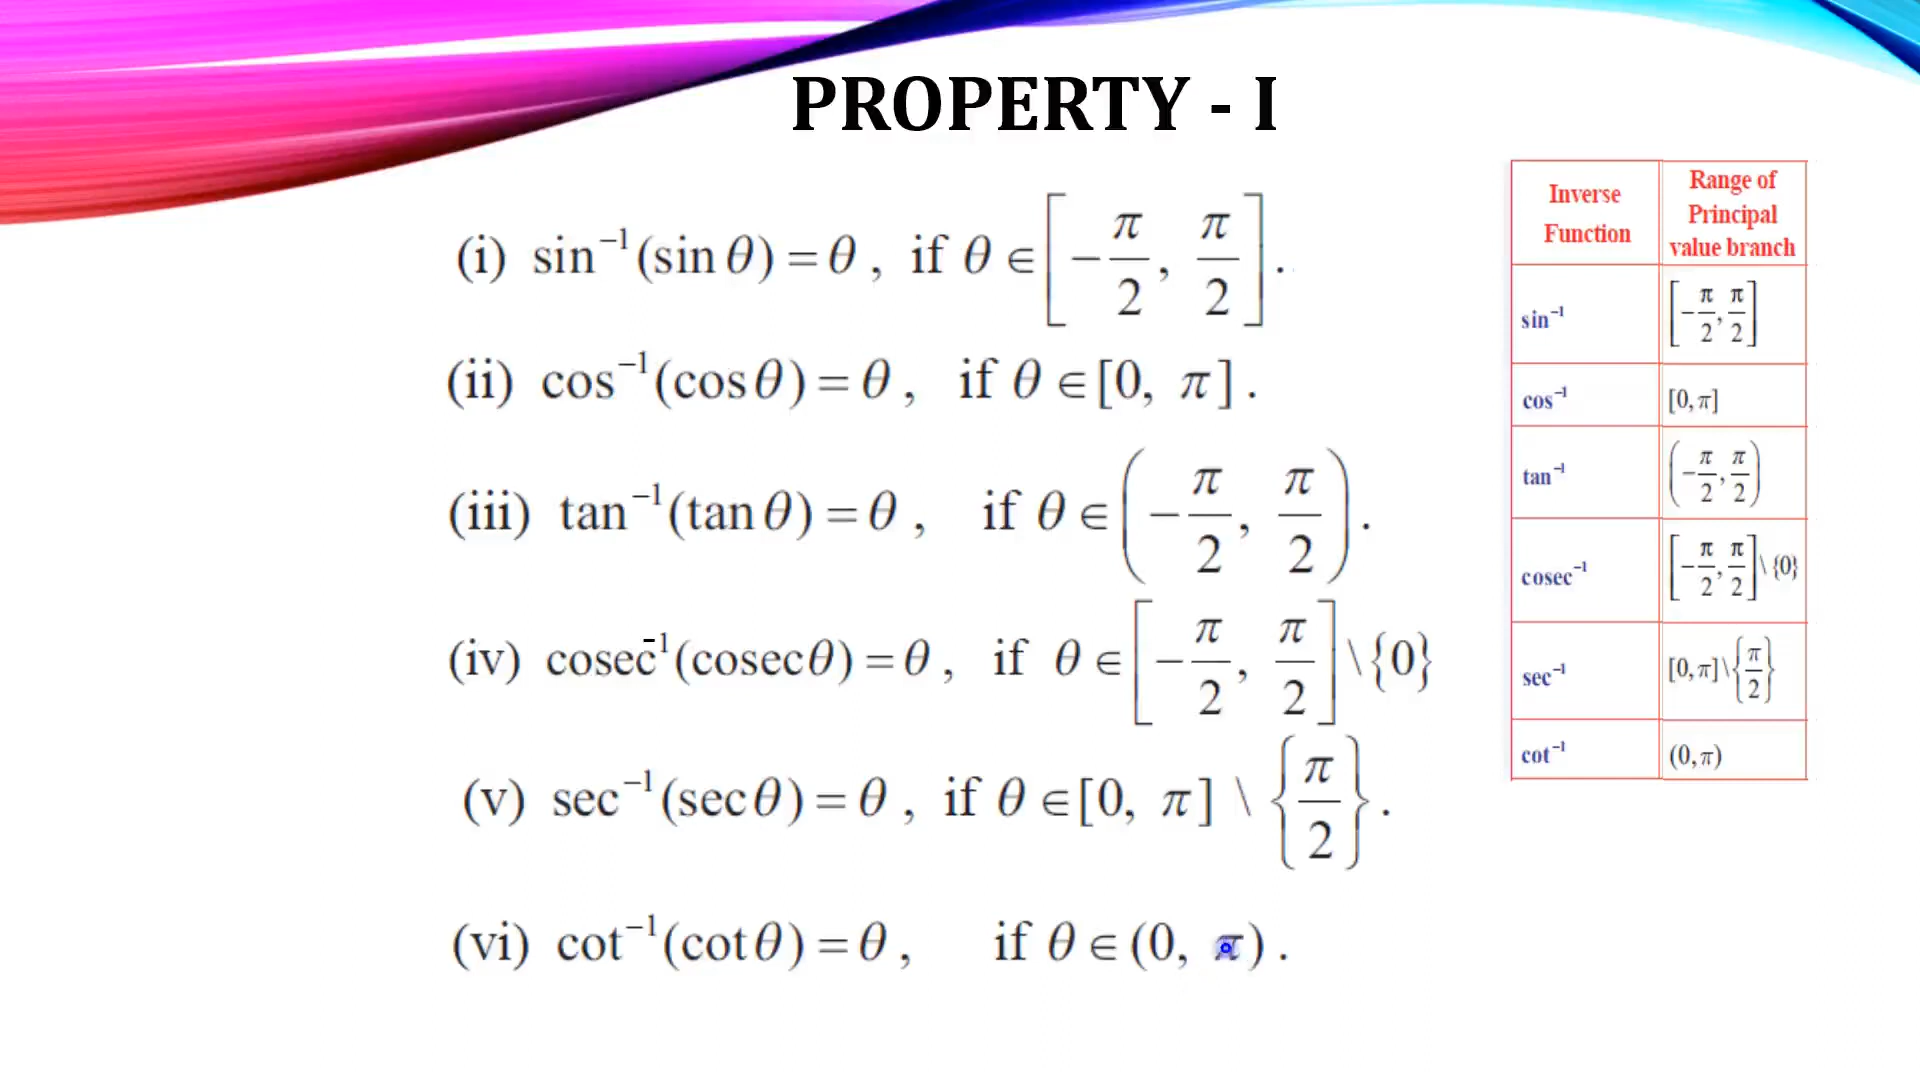 PROPERTY - I
(i) sin⁻¹(sin θ) = θ , if θ ∈ [−π/2, π/2].
(ii) cos⁻¹(cos θ) = θ , if θ ∈ [0, π].
(iii) tan⁻¹(tan θ) = θ , if θ ∈ (−π/2, π/2).
(iv) cosec⁻¹(cosec θ) = θ , if θ ∈ [−π/2, π/2] \ {0}
(v) sec⁻¹(sec θ) = θ , if θ ∈ [0, π] \ {π/2}.
(vi) cot⁻¹(cot θ) = θ , if θ ∈ (0, π).
Inverse Function | Range of Principal value branch
sin⁻¹ | [−π/2, π/2]
cos⁻¹ | [0, π]
tan⁻¹ | (−π/2, π/2)
cosec⁻¹ | [−π/2, π/2] \ {0}
sec⁻¹ | [0, π] \ {π/2}
cot⁻¹ | (0, π)